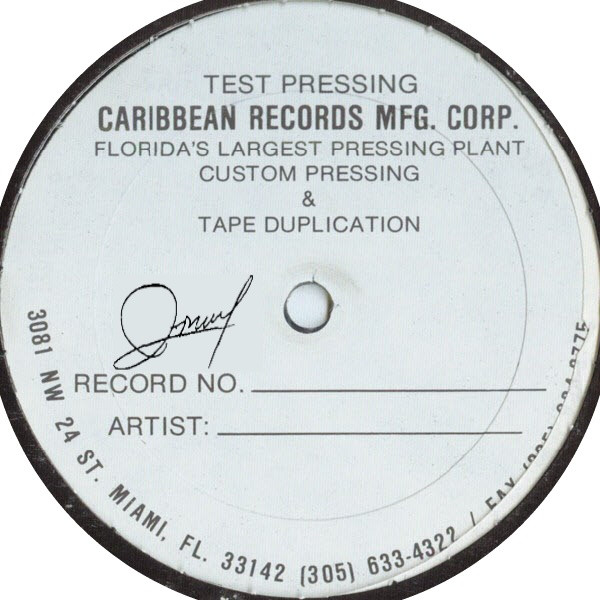 TEST PRESSING
CARIBBEAN RECORDS MFG. CORP.
FLORIDA'S LARGEST PRESSING PLANT
CUSTOM PRESSING
&
TAPE DUPLICATION
RECORD NO.
ARTIST:
3081 NW 24 ST. MIAMI, FL. 33142 (305) 633-4322 / FAX